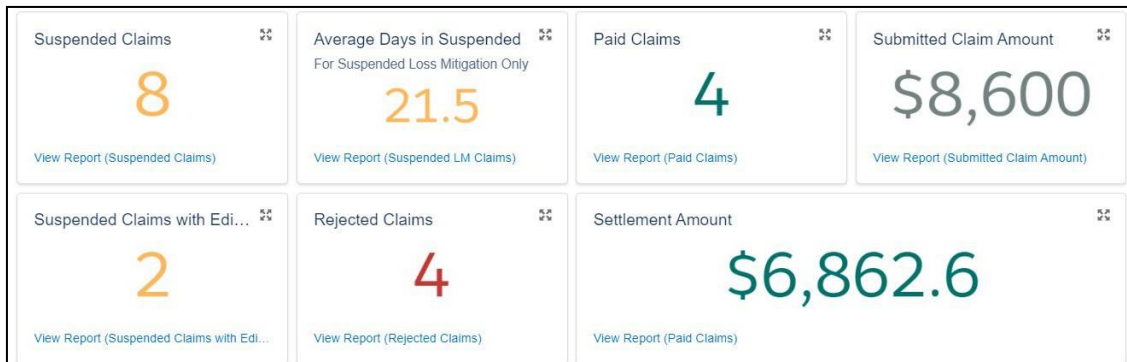 Suspended Claims
8
View Report (Suspended Claims)
Average Days in Suspended
For Suspended Loss Mitigation Only
21.5
View Report (Suspended LM Claims)
Paid Claims
4
View Report (Paid Claims)
Submitted Claim Amount
$8,600
View Report (Submitted Claim Amount)
Suspended Claims with Edi...
2
View Report (Suspended Claims with Edi...
Rejected Claims
4
View Report (Rejected Claims)
Settlement Amount
$6,862.6
View Report (Paid Claims)